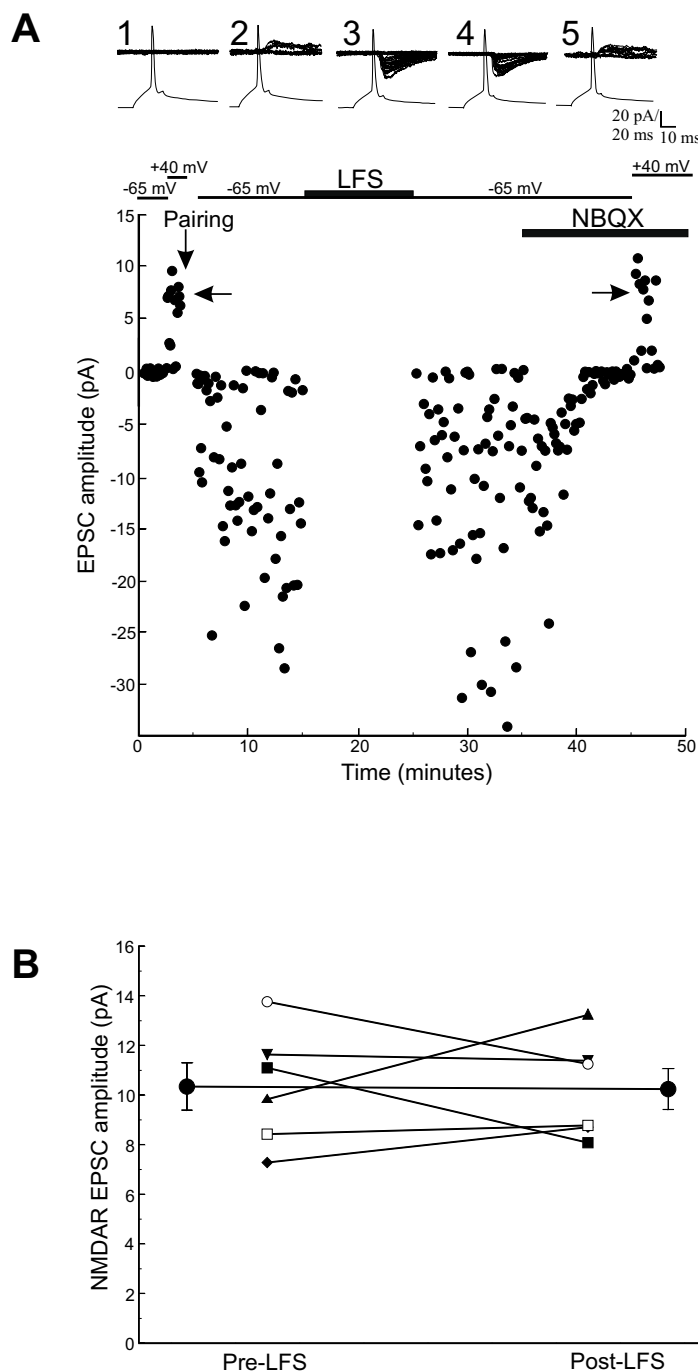 A
1 2 3 4 5
20 pA/
20 ms 10 ms
+40 mV +40 mV
-65 mV -65 mV LFS -65 mV
Pairing NBQX
15
10
5
0
-5
-10
-15
-20
-25
-30
EPSC amplitude (pA)
0 10 20 30 40 50
Time (minutes)
B
16
14
12
10
8
6
4
2
0
NMDAR EPSC amplitude (pA)
Pre-LFS Post-LFS